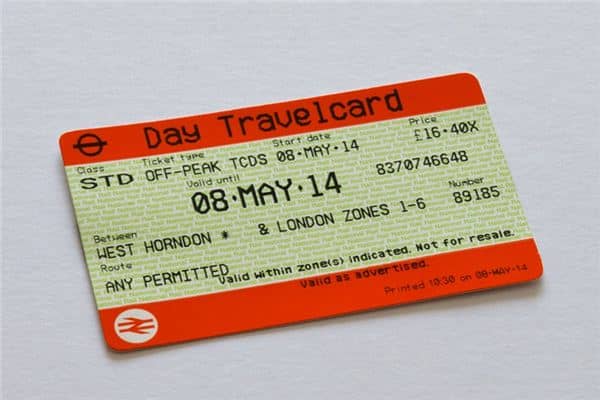 Day Travelcard
Class Ticket type Start date Price
STD OFF-PEAK TCDS 08·MAY·14 £16·40X
Valid until
08·MAY·14 8370746648
Between Number
WEST HORNDON * & LONDON ZONES 1-6 89185
Route
ANY PERMITTED Valid within zone(s) indicated. Not for resale.
Valid as advertised.
Printed 10:30 on 08-MAY-14